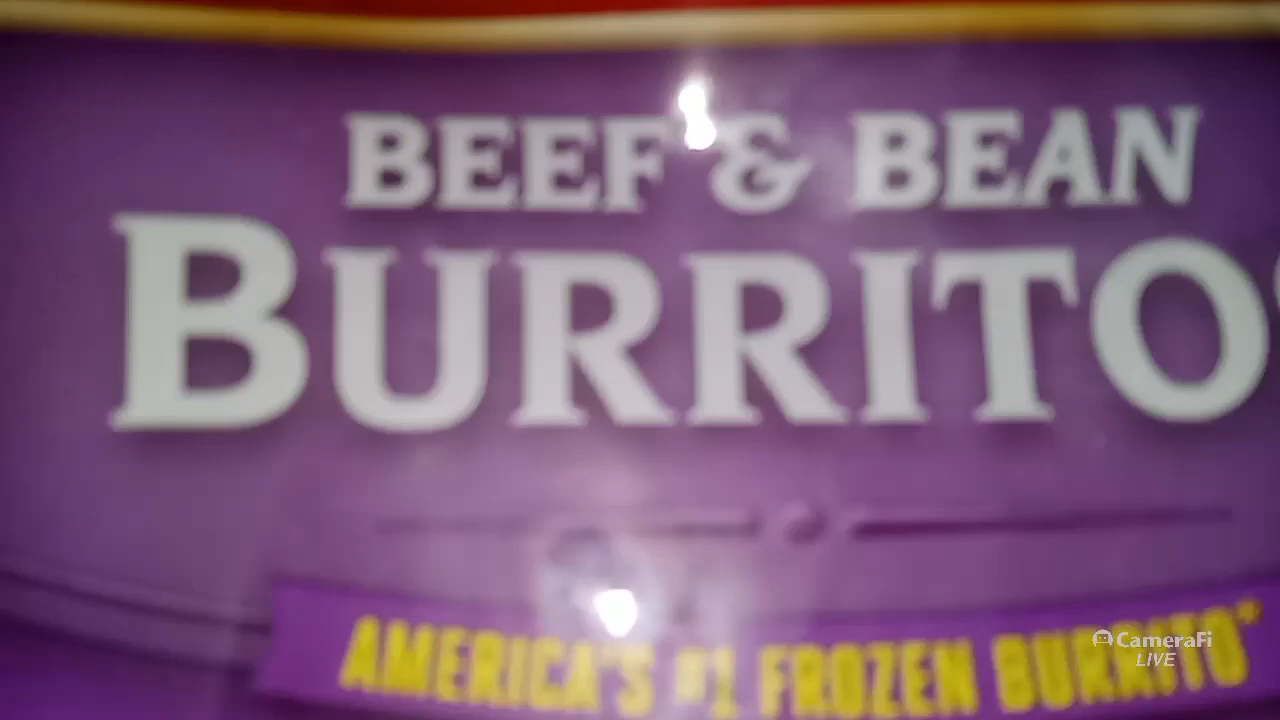 BEEF & BEAN
BURRITO
AMERICA'S #1 FROZEN BURRITO*
CameraFi
LIVE